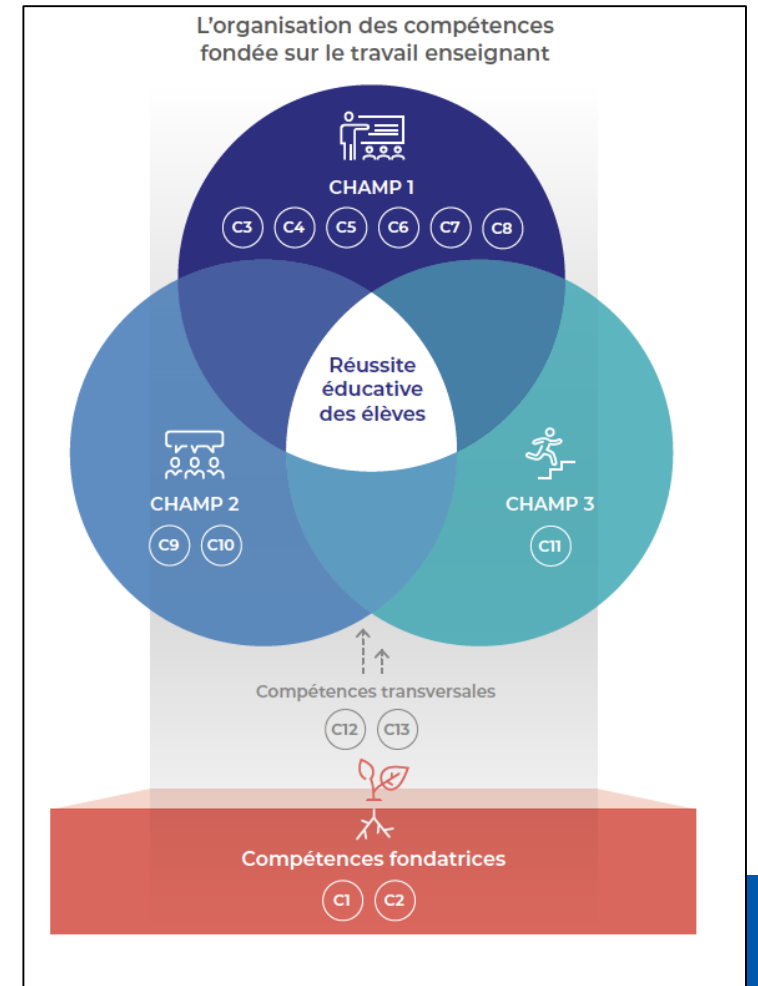 L’organisation des compétences
fondée sur le travail enseignant
CHAMP 1
C3 C4 C5 C6 C7 C8
Réussite
éducative
des élèves
CHAMP 2
C9 C10
CHAMP 3
C11
Compétences transversales
C12 C13
Compétences fondatrices
C1 C2